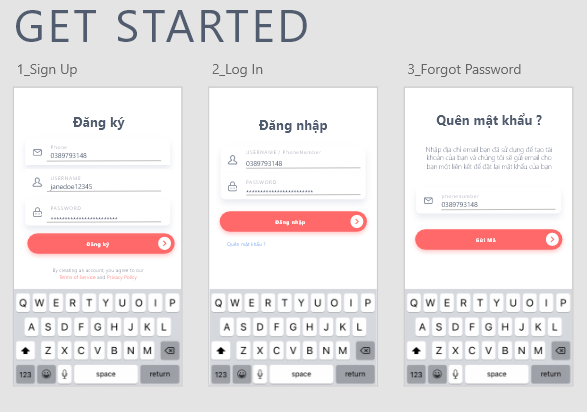 GET STARTED
1_Sign Up
2_Log In
3_Forgot Password
Đăng ký
Phone
0389793148
USERNAME
janedoe12345
PASSWORD
Đăng ký
By creating an account, you agree to our
Terms of Service and Privacy Policy
Q W E R T Y U O I P
A S D F G H J K L
Z X C V B N M
123 space return
Đăng nhập
USERNAME / PhoneNumber
0389793148
PASSWORD
Đăng nhập
Quên mật khẩu ?
Q W E R T Y U O I P
A S D F G H J K L
Z X C V B N M
123 space return
Quên mật khẩu ?
Nhập địa chỉ email bạn đã sử dụng để tạo tài
khoản của bạn và chúng tôi sẽ gửi email cho
bạn một liên kết để đặt lại mật khẩu của bạn
PhoneNumber
0389793148
Gửi Mã
Q W E R T Y U O I P
A S D F G H J K L
Z X C V B N M
123 space return